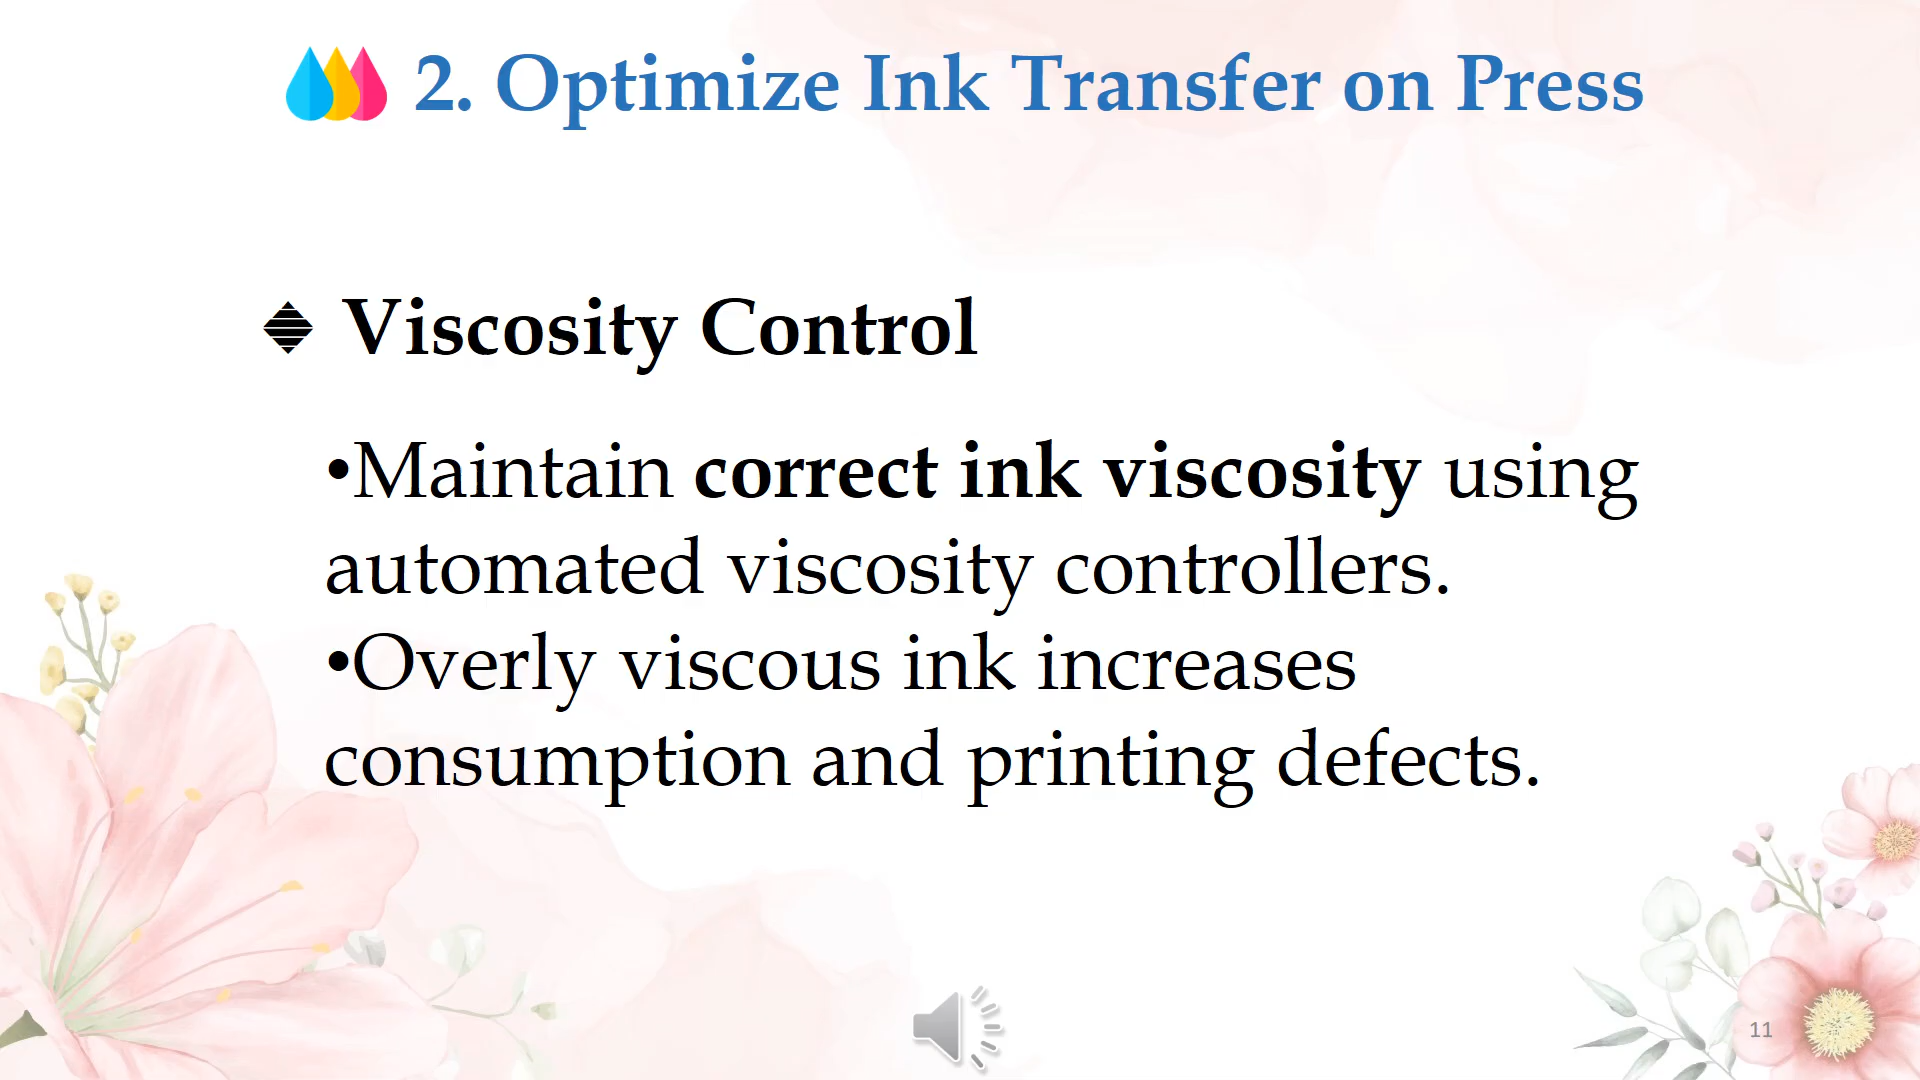 2. Optimize Ink Transfer on Press
Viscosity Control
•Maintain correct ink viscosity using
automated viscosity controllers.
•Overly viscous ink increases
consumption and printing defects.
11